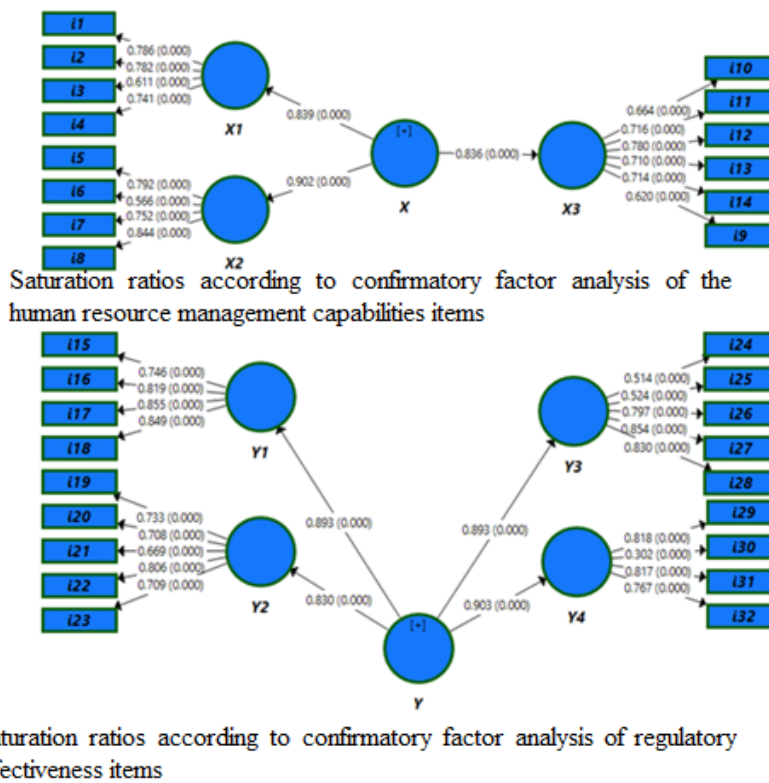 i1
i2
i3
i4
0.786 (0.000)
0.782 (0.000)
0.611 (0.000)
0.741 (0.000)
X1
i5
i6
i7
i8
0.792 (0.000)
0.566 (0.000)
0.752 (0.000)
0.844 (0.000)
X2
0.839 (0.000)
0.902 (0.000)
[+]
X
0.836 (0.000)
X3
0.664 (0.000)
0.716 (0.000)
0.780 (0.000)
0.710 (0.000)
0.714 (0.000)
0.620 (0.000)
i10
i11
i12
i13
i14
i9
Saturation ratios according to confirmatory factor analysis of the
human resource management capabilities items
i15
i16
i17
i18
0.746 (0.000)
0.819 (0.000)
0.855 (0.000)
0.849 (0.000)
Y1
i19
i20
i21
i22
i23
0.733 (0.000)
0.708 (0.000)
0.669 (0.000)
0.806 (0.000)
0.709 (0.000)
Y2
0.893 (0.000)
0.830 (0.000)
0.893 (0.000)
0.903 (0.000)
[+]
Y
Y3
0.514 (0.000)
0.524 (0.000)
0.797 (0.000)
0.854 (0.000)
0.830 (0.000)
i24
i25
i26
i27
i28
Y4
0.818 (0.000)
0.302 (0.000)
0.817 (0.000)
0.767 (0.000)
i29
i30
i31
i32
turation ratios according to confirmatory factor analysis of regulatory
fectiveness items